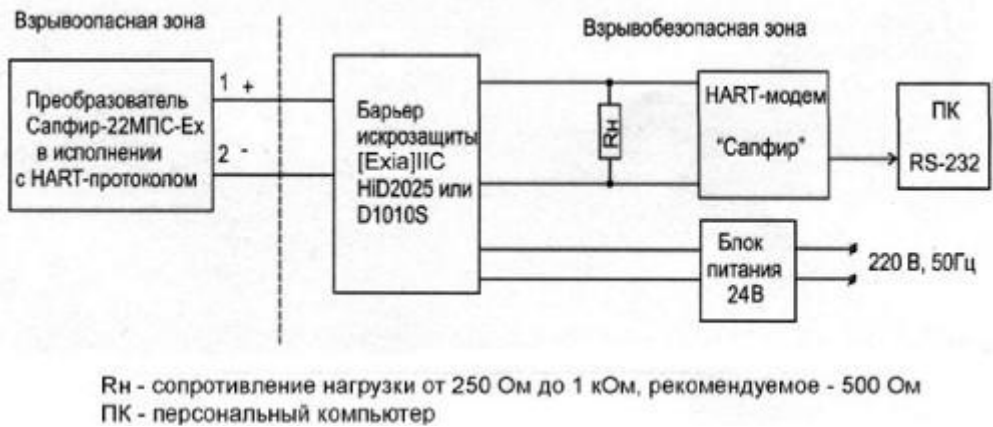 Взрывоопасная зона
Взрывобезопасная зона
Преобразователь
Сапфир-22МПС-Ех
в исполнении
с HART-протоколом
1 +
2 -
Барьер
искрозащиты
[Exia]IIC
HiD2025 или
D1010S
Rн
HART-модем
"Сапфир"
ПК
RS-232
Блок
питания
24В
220 В, 50Гц
Rн - сопротивление нагрузки от 250 Ом до 1 кОм, рекомендуемое - 500 Ом
ПК - персональный компьютер